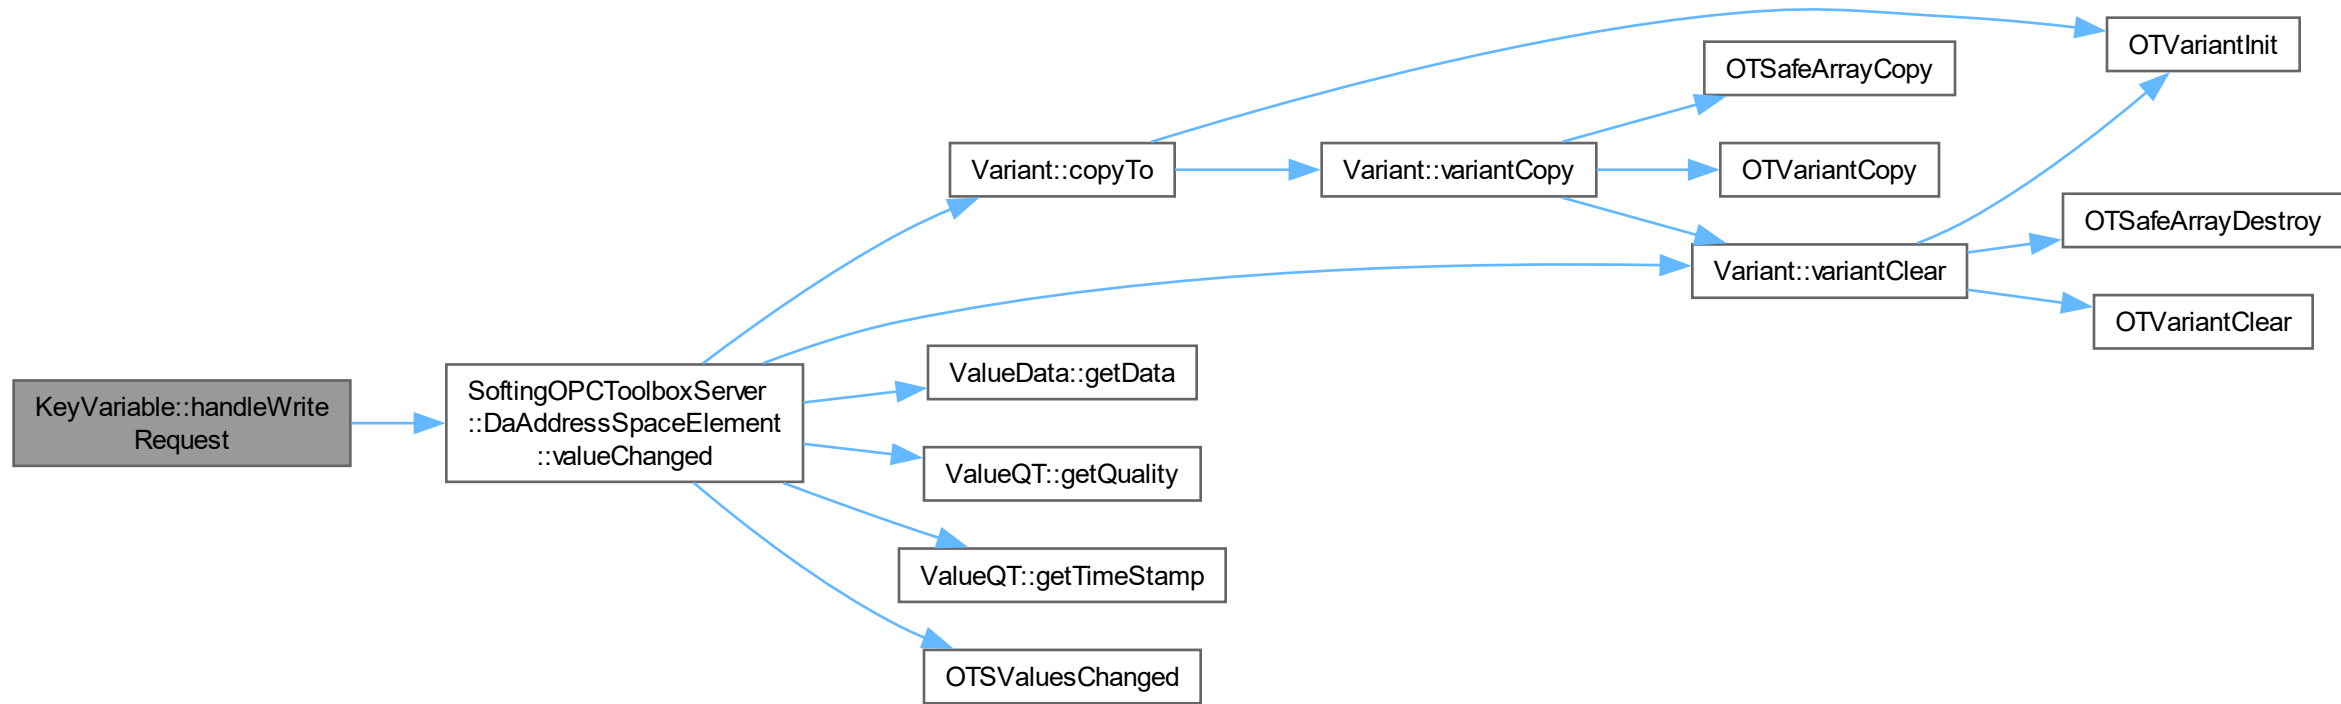 KeyVariable::handleWrite
Request
SoftingOPCToolboxServer
::DaAddressSpaceElement
::valueChanged
Variant::copyTo
ValueData::getData
ValueQT::getQuality
ValueQT::getTimeStamp
OTSValuesChanged
Variant::variantCopy
OTSafeArrayCopy
OTVariantCopy
Variant::variantClear
OTVariantInit
OTSafeArrayDestroy
OTVariantClear